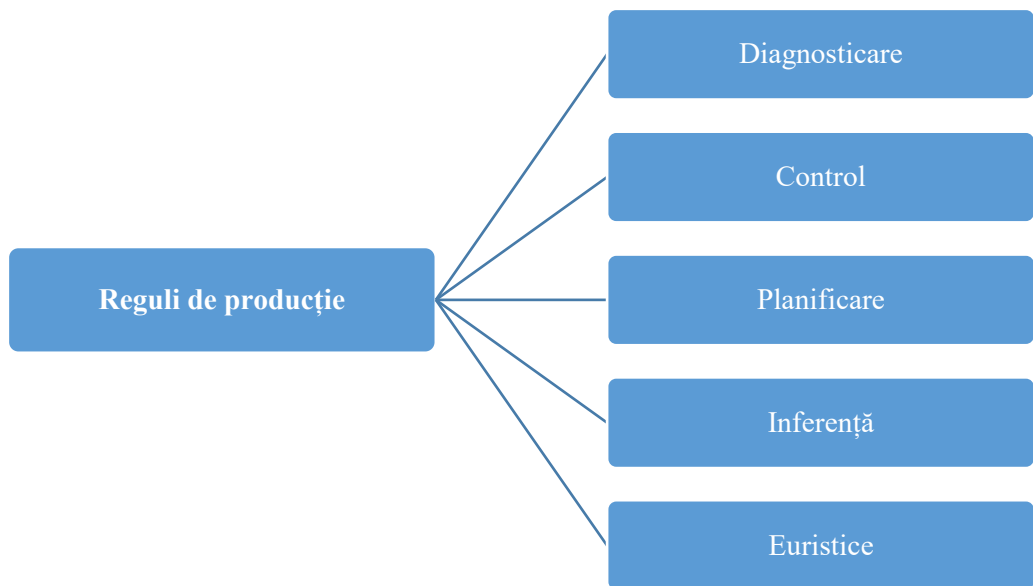 Diagnosticare
Control
Reguli de producție
Planificare
Inferență
Euristice